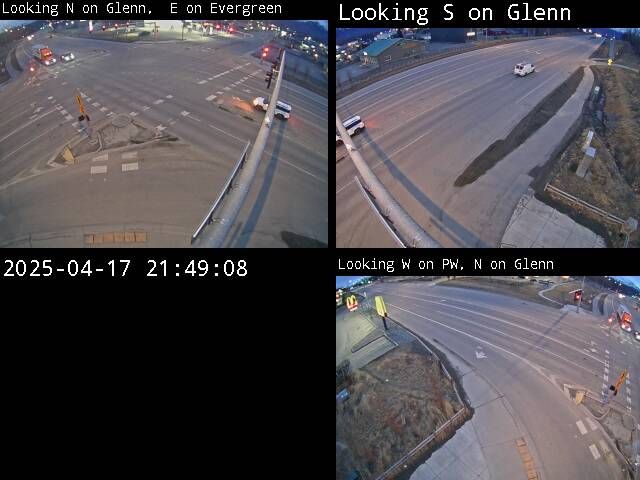 Looking N on Glenn, E on Evergreen
Looking S on Glenn
2025-04-17 21:49:08
Looking W on PW, N on Glenn